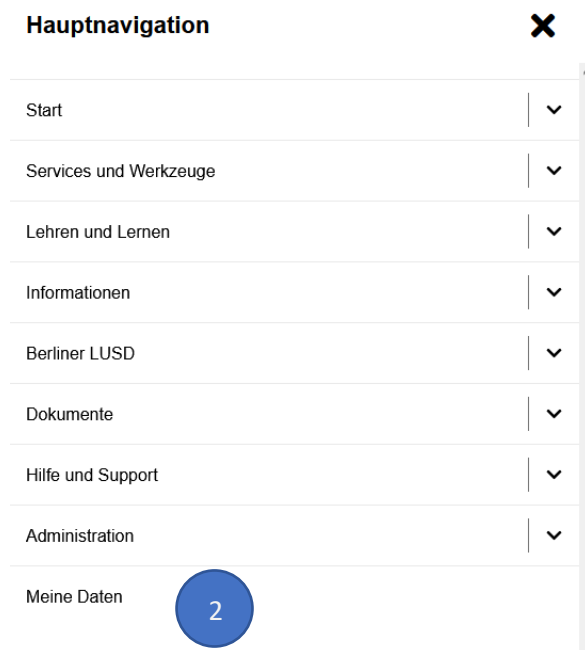 Hauptnavigation
Start
Services und Werkzeuge
Lehren und Lernen
Informationen
Berliner LUSD
Dokumente
Hilfe und Support
Administration
Meine Daten
2